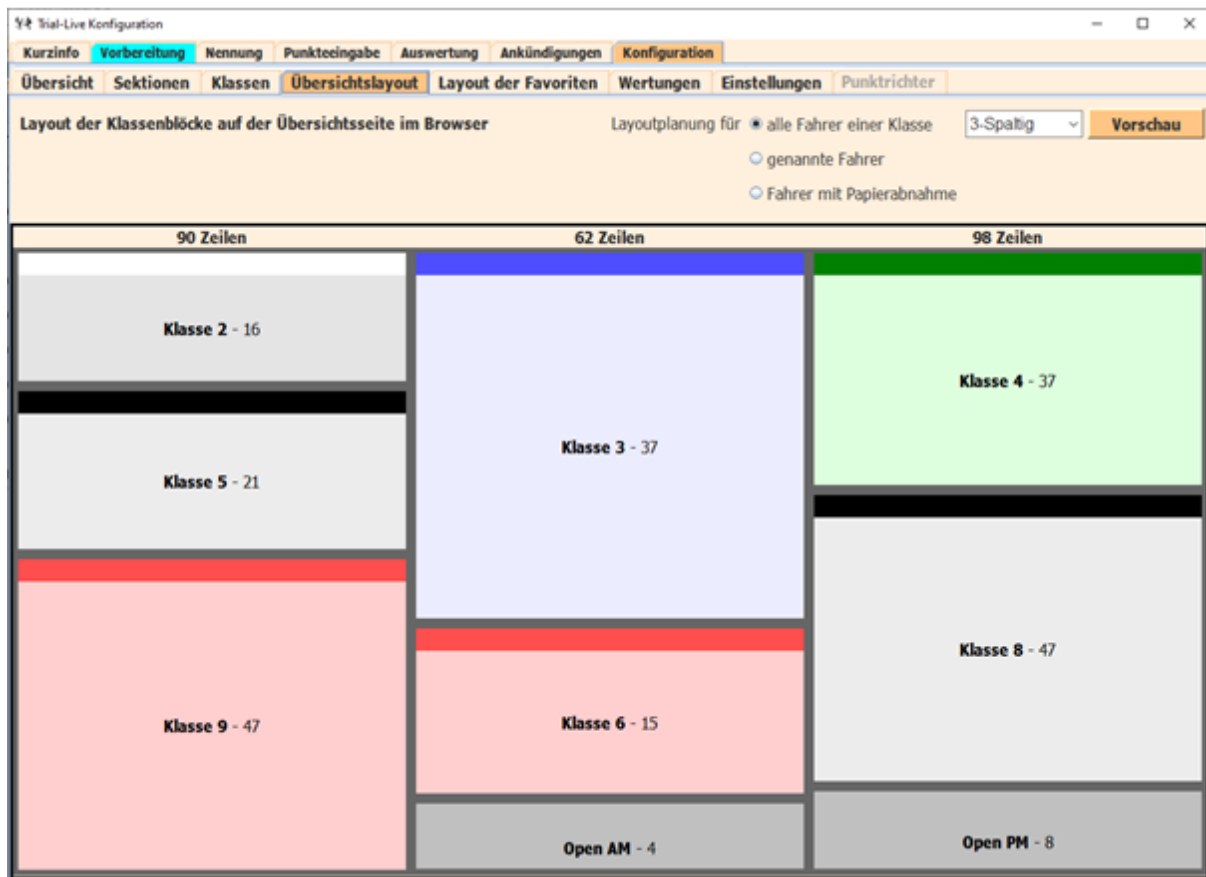 Trial-Live Konfiguration
Kurzinfo Vorbereitung Nennung Punkteeingabe Auswertung Ankündigungen Konfiguration
Übersicht Sektionen Klassen Übersichtslayout Layout der Favoriten Wertungen Einstellungen Punktrichter
Layout der Klassenblöcke auf der Übersichtsseite im Browser Layoutplanung für alle Fahrer einer Klasse 3-Spaltig Vorschau
genannte Fahrer
Fahrer mit Papierabnahme
90 Zeilen 62 Zeilen 98 Zeilen
Klasse 2 - 16
Klasse 5 - 21
Klasse 9 - 47
Klasse 3 - 37
Klasse 6 - 15
Open AM - 4
Klasse 4 - 37
Klasse 8 - 47
Open PM - 8